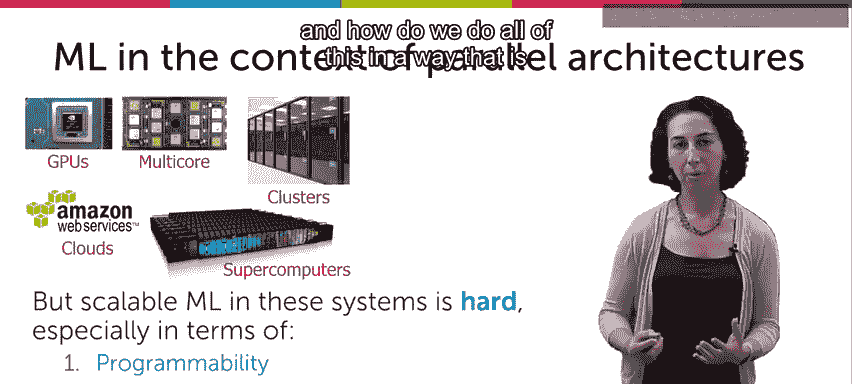 and how do we do all of
this in a way that is
ML in the context of parallel architectures
GPUs
Multicore
Clusters
amazon
web services™
Clouds
Supercomputers
But scalable ML in these systems is hard,
especially in terms of:
1. Programmability